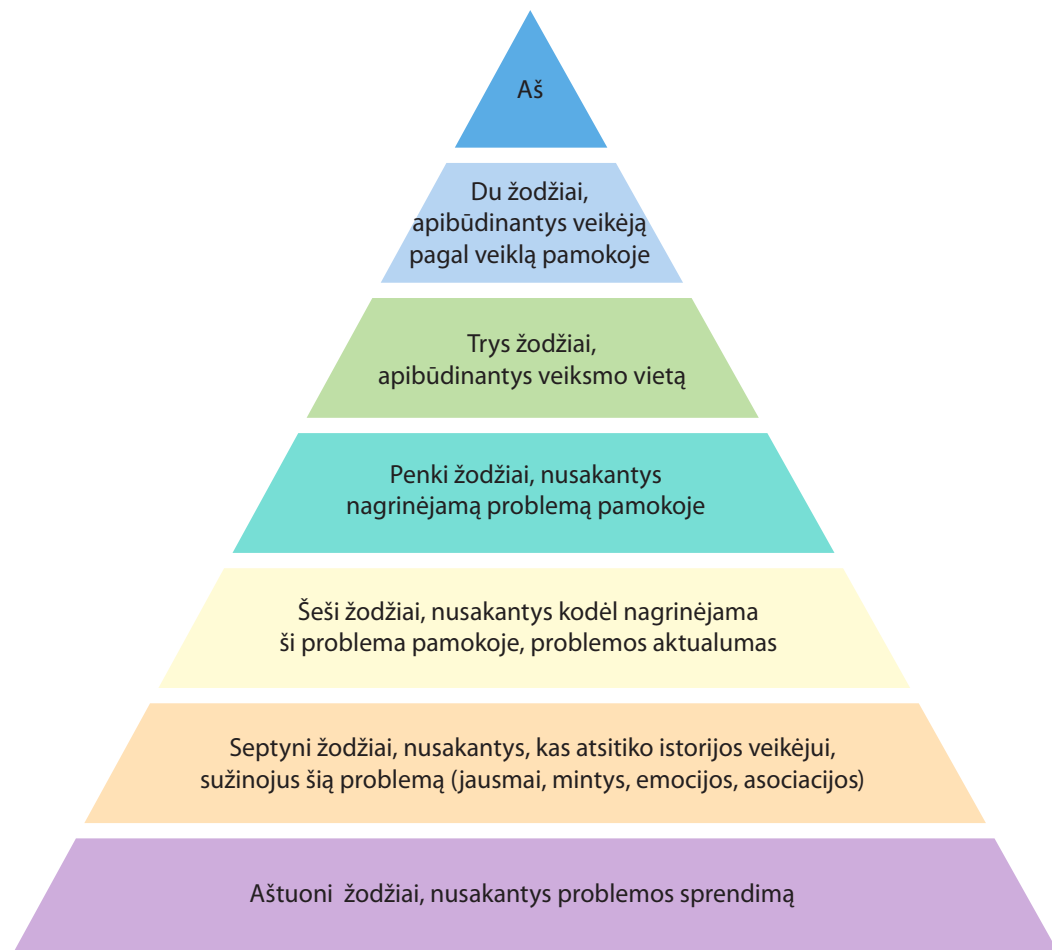 Aš
Du žodžiai,
apibūdinantys veikėją
pagal veiklą pamokoje
Trys žodžiai,
apibūdinantys veiksmo vietą
Penki žodžiai, nusakantys
nagrinėjamą problemą pamokoje
Šeši žodžiai, nusakantys kodėl nagrinėjama
ši problema pamokoje, problemos aktualumas
Septyni žodžiai, nusakantys, kas atsitiko istorijos veikėjui,
sužinojus šią problemą (jausmai, mintys, emocijos, asociacijos)
Aštuoni žodžiai, nusakantys problemos sprendimą